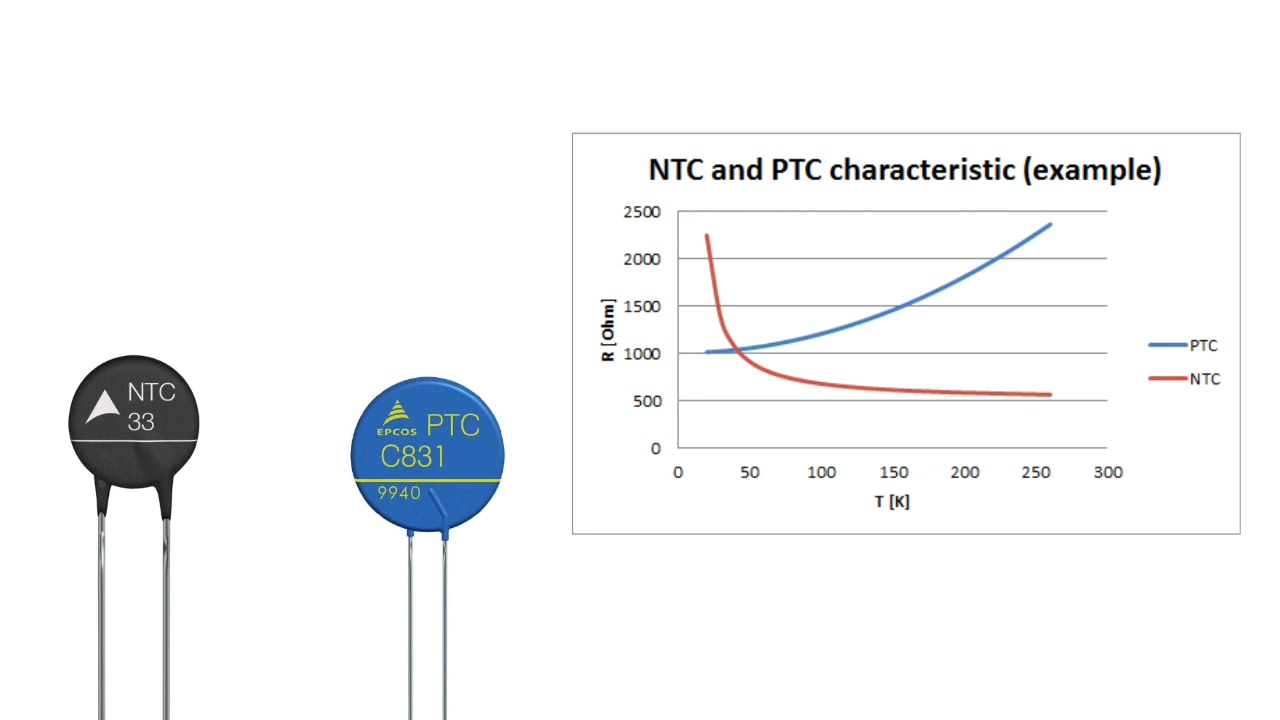 NTC
33
EPCOS PTC
C831
9940
NTC and PTC characteristic (example)
2500
2000
1500
1000
500
0
R [Ohm]
0 50 100 150 200 250 300
T [K]
PTC
NTC